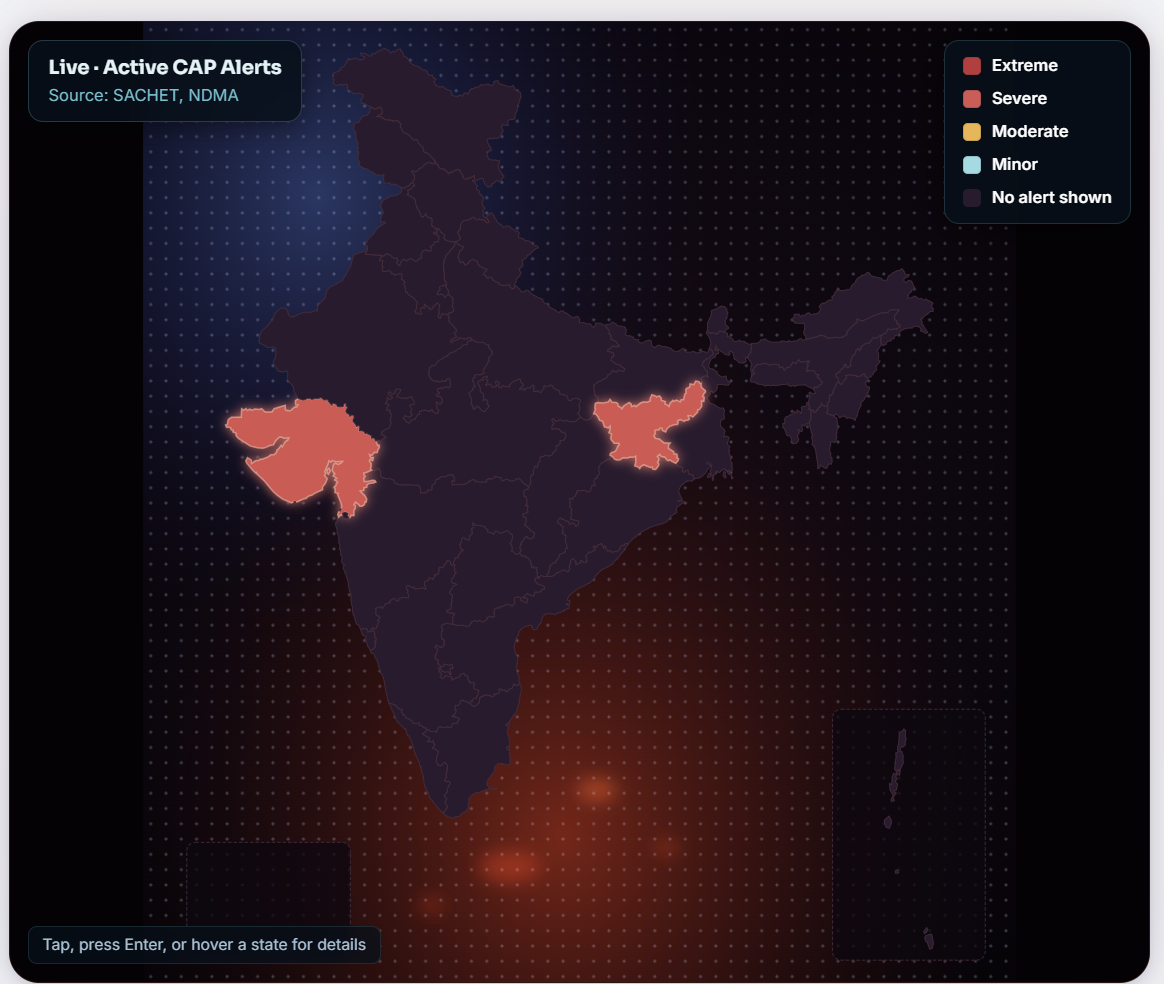 Live · Active CAP Alerts
Source: SACHET, NDMA
Extreme
Severe
Moderate
Minor
No alert shown
Tap, press Enter, or hover a state for details